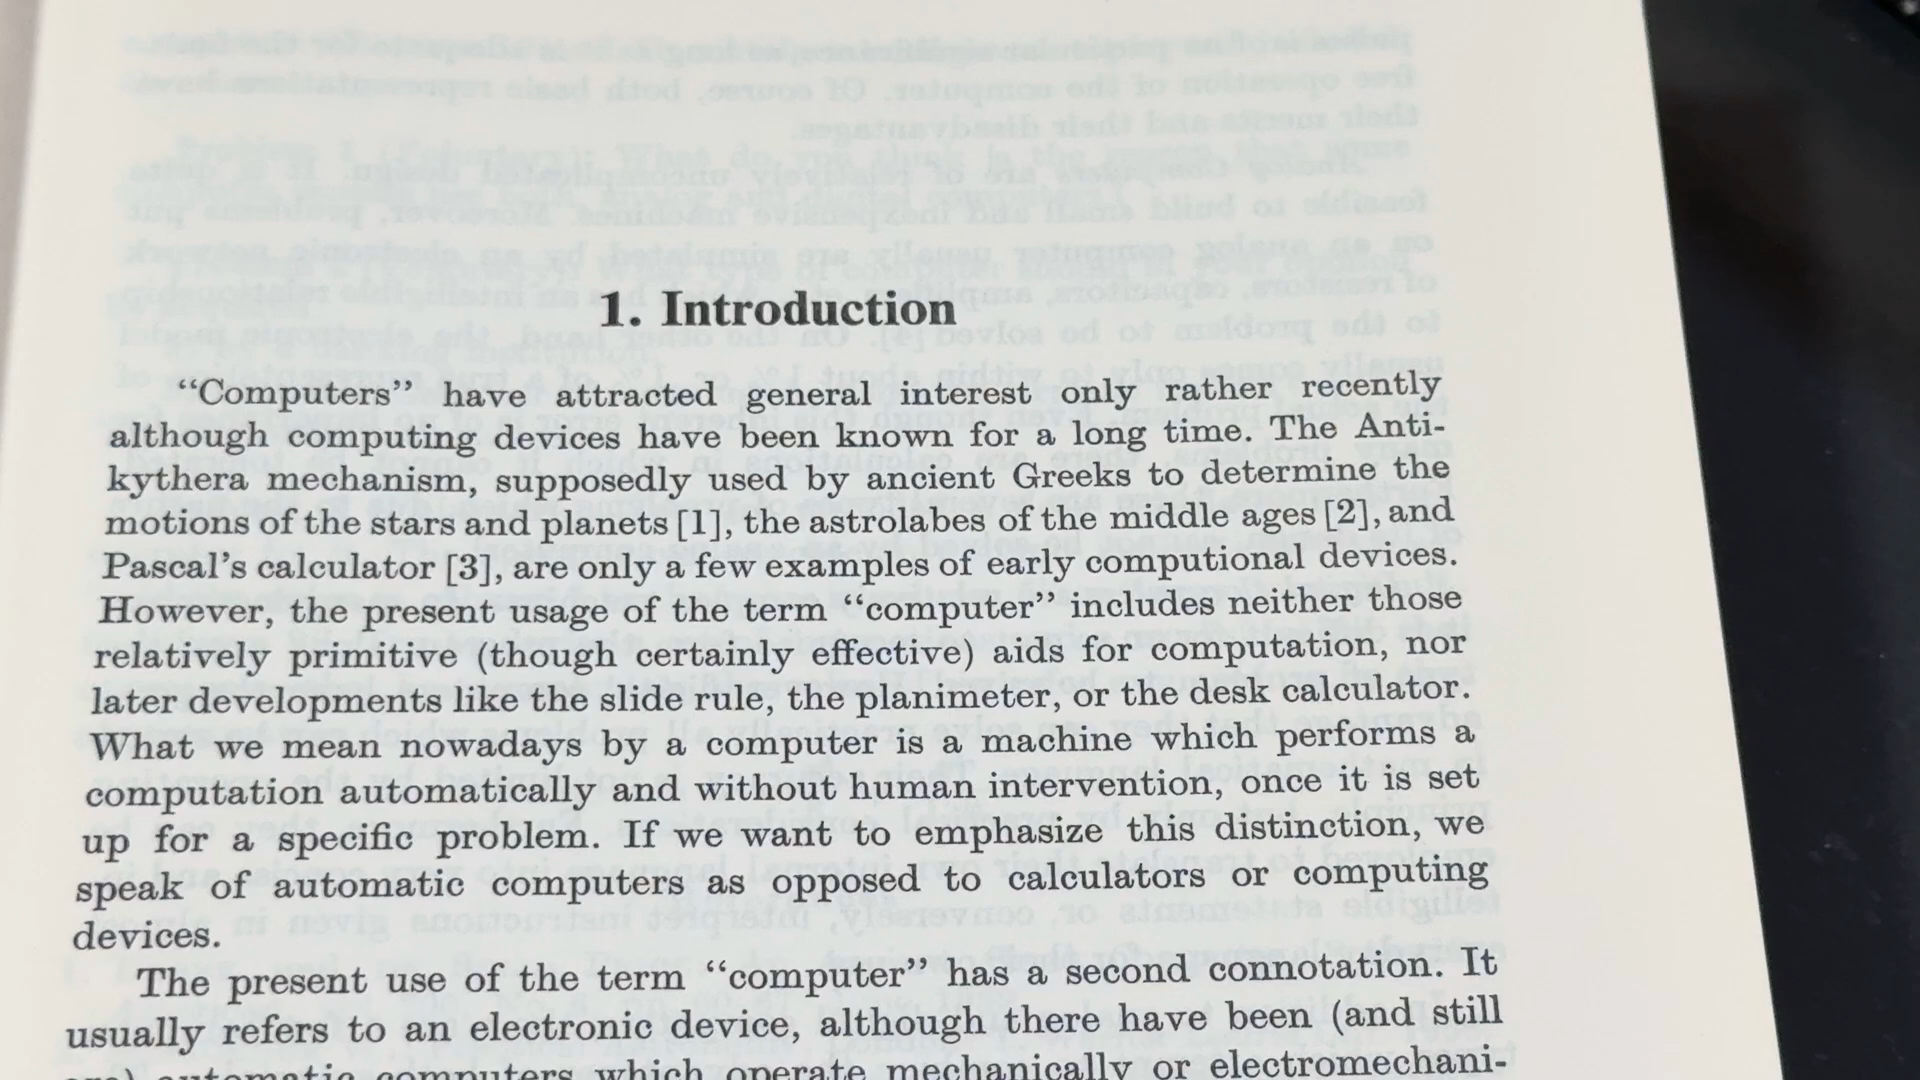 1. Introduction
“Computers” have attracted general interest only rather recently
although computing devices have been known for a long time. The Anti-
kythera mechanism, supposedly used by ancient Greeks to determine the
motions of the stars and planets [1], the astrolabes of the middle ages [2], and
Pascal’s calculator [3], are only a few examples of early computional devices.
However, the present usage of the term “computer” includes neither those
relatively primitive (though certainly effective) aids for computation, nor
later developments like the slide rule, the planimeter, or the desk calculator.
What we mean nowadays by a computer is a machine which performs a
computation automatically and without human intervention, once it is set
up for a specific problem. If we want to emphasize this distinction, we
speak of automatic computers as opposed to calculators or computing
devices.
The present use of the term “computer” has a second connotation. It
usually refers to an electronic device, although there have been (and still
are) automatic computers which operate mechanically or electromechani-